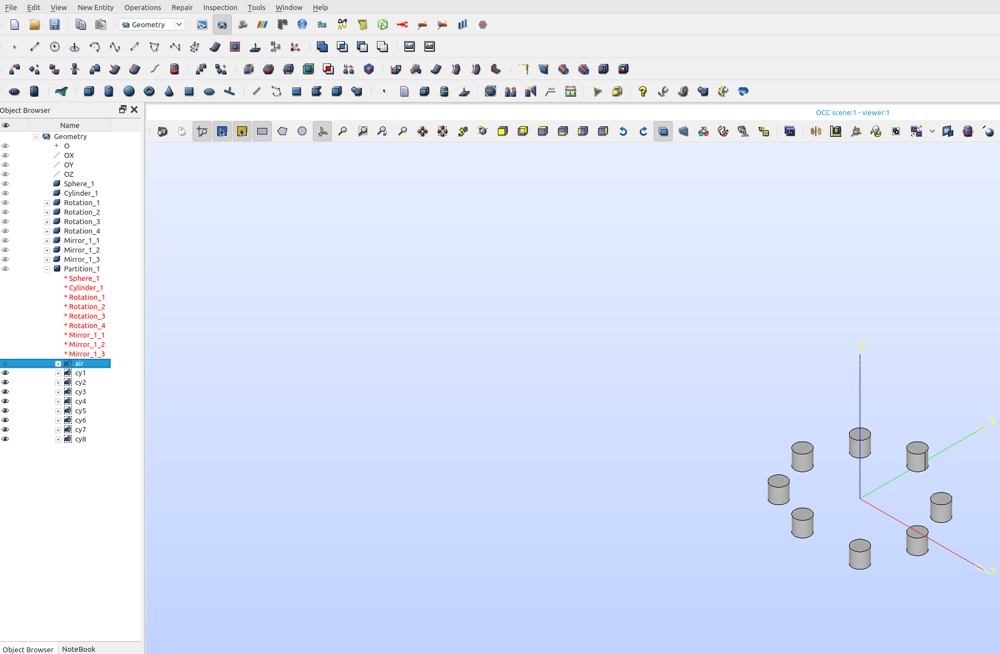 File Edit View New Entity Operations Repair Inspection Tools Window Help
Geometry
Eficas
Object Browser
OCC scene:1 - viewer:1
Name
Geometry
O
OX
OY
OZ
Sphere_1
Cylinder_1
Rotation_1
Rotation_2
Rotation_3
Rotation_4
Mirror_1_1
Mirror_1_2
Mirror_1_3
Partition_1
* Sphere_1
* Cylinder_1
* Rotation_1
* Rotation_2
* Rotation_3
* Rotation_4
* Mirror_1_1
* Mirror_1_2
* Mirror_1_3
air
cy1
cy2
cy3
cy4
cy5
cy6
cy7
cy8
Z
Y
X
Object Browser NoteBook